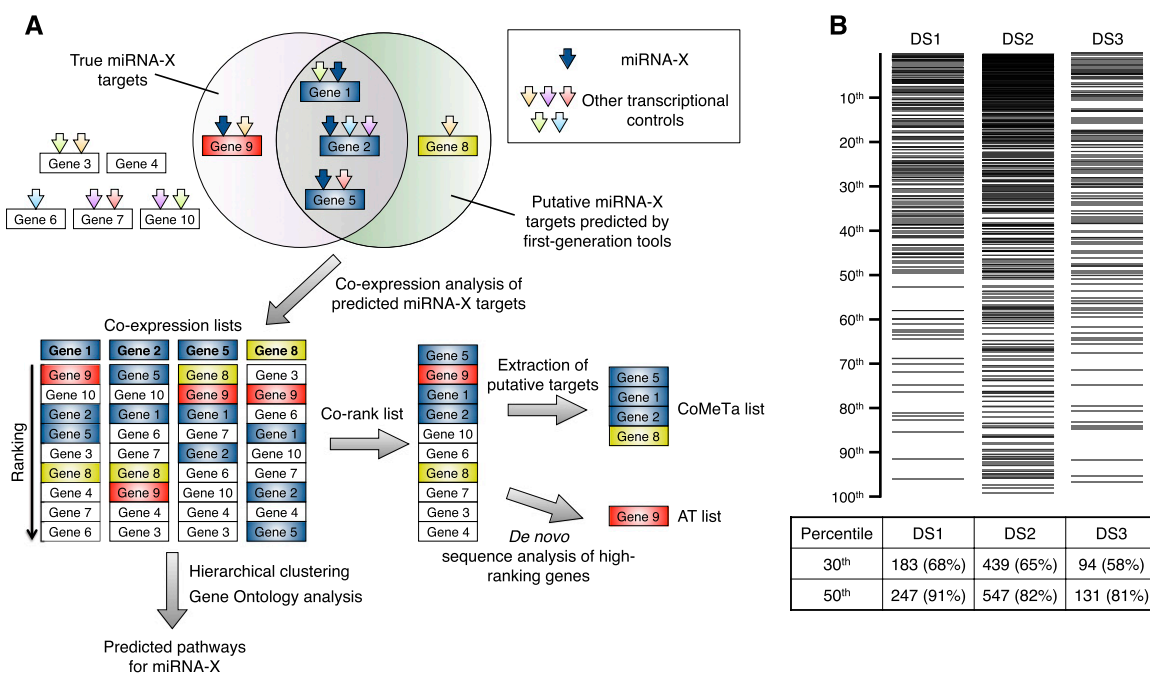 A
True miRNA-X
targets
Gene 1
Gene 9
Gene 2
Gene 8
Gene 5
Gene 3
Gene 4
Gene 6
Gene 7
Gene 10
miRNA-X
Other transcriptional
controls
Putative miRNA-X
targets predicted by
first-generation tools
Co-expression analysis of
predicted miRNA-X targets
Co-expression lists
Ranking
Gene 1 Gene 2 Gene 5 Gene 8
Gene 9 Gene 5 Gene 8 Gene 3
Gene 10 Gene 10 Gene 9 Gene 9
Gene 2 Gene 1 Gene 1 Gene 6
Gene 5 Gene 6 Gene 7 Gene 1
Gene 3 Gene 7 Gene 2 Gene 10
Gene 8 Gene 8 Gene 6 Gene 7
Gene 4 Gene 9 Gene 10 Gene 2
Gene 7 Gene 4 Gene 4 Gene 4
Gene 6 Gene 3 Gene 3 Gene 5
Co-rank list
Gene 5
Gene 9
Gene 1
Gene 2
Gene 10
Gene 6
Gene 8
Gene 7
Gene 3
Gene 4
Extraction of
putative targets
Gene 5
Gene 1
Gene 2
Gene 8
CoMeTa list
De novo
sequence analysis of high-
ranking genes
Gene 9
AT list
Hierarchical clustering
Gene Ontology analysis
Predicted pathways
for miRNA-X
B
DS1 DS2 DS3
10th
20th
30th
40th
50th
60th
70th
80th
90th
100th
Percentile DS1 DS2 DS3
30th 183 (68%) 439 (65%) 94 (58%)
50th 247 (91%) 547 (82%) 131 (81%)